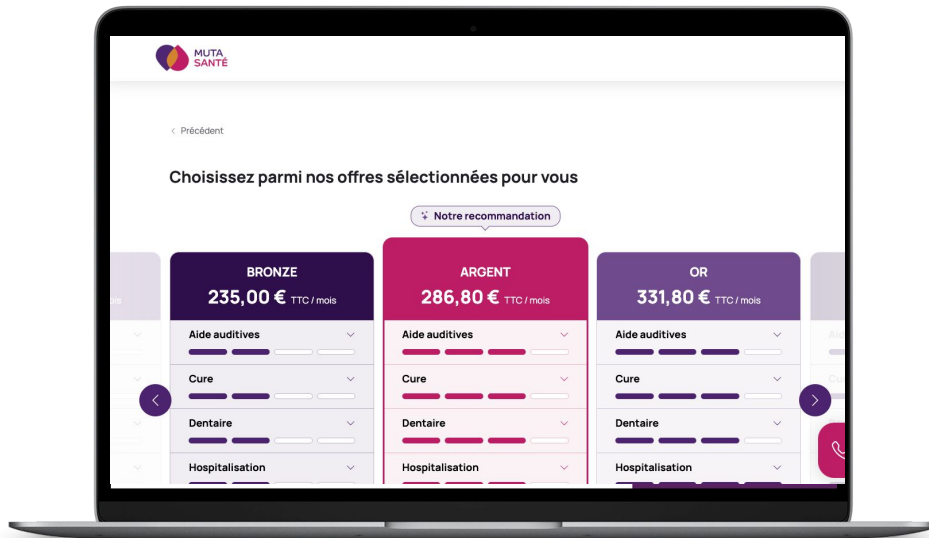 MUTA
SANTÉ
Précédent
Choisissez parmi nos offres sélectionnées pour vous
Notre recommandation
BRONZE
235,00 € TTC / mois
Aide auditives
Cure
Dentaire
Hospitalisation
ARGENT
286,80 € TTC / mois
Aide auditives
Cure
Dentaire
Hospitalisation
OR
331,80 € TTC / mois
Aide auditives
Cure
Dentaire
Hospitalisation